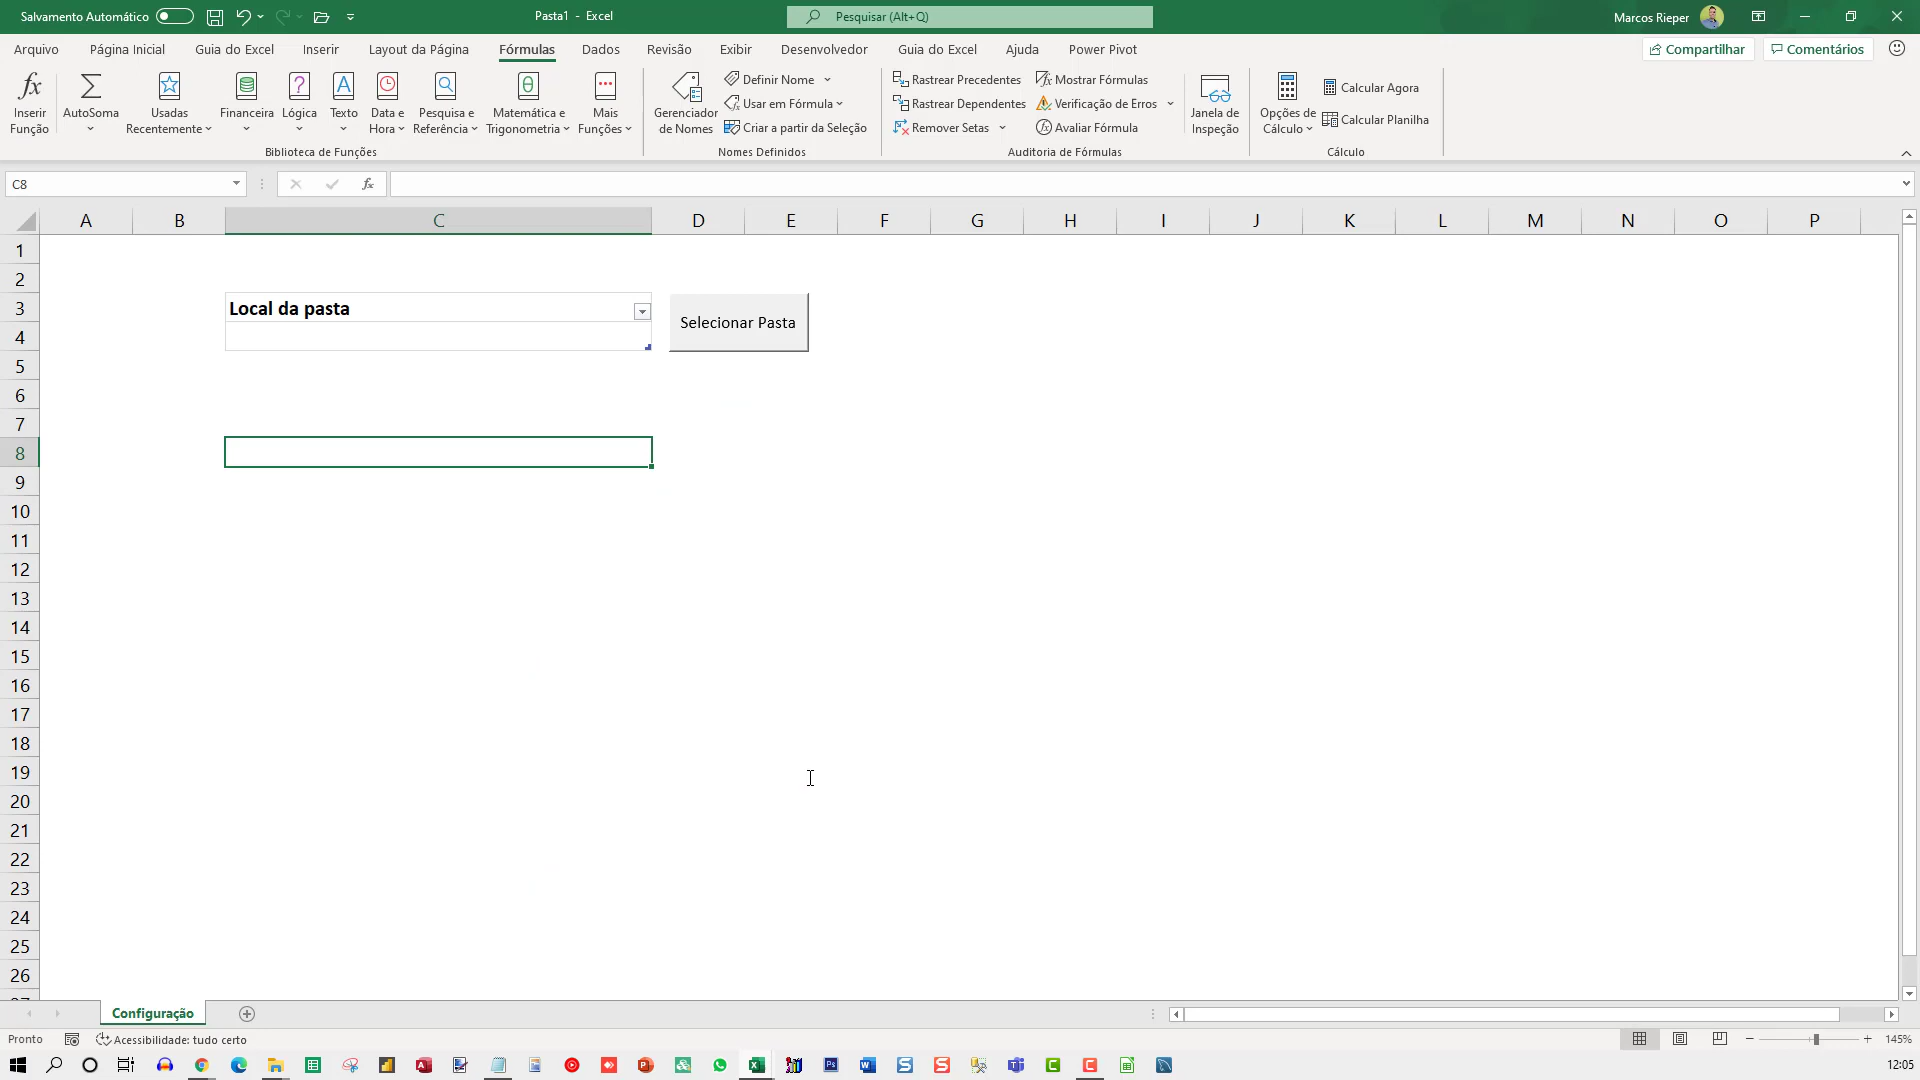 Salvamento Automático
Pasta1 - Excel
Pesquisar (Alt+Q)
Marcos Rieper
Arquivo
Página Inicial
Guia do Excel
Inserir
Layout da Página
Fórmulas
Dados
Revisão
Exibir
Desenvolvedor
Guia do Excel
Ajuda
Power Pivot
Compartilhar
Comentários
Inserir
Função
AutoSoma
Usadas
Recentemente
Financeira
Lógica
Texto
Data e
Hora
Pesquisa e
Referência
Matemática e
Trigonometria
Mais
Funções
Biblioteca de Funções
Gerenciador
de Nomes
Definir Nome
Usar em Fórmula
Criar a partir da Seleção
Nomes Definidos
Rastrear Precedentes
Rastrear Dependentes
Remover Setas
Mostrar Fórmulas
Verificação de Erros
Avaliar Fórmula
Auditoria de Fórmulas
Janela de
Inspeção
Opções de
Cálculo
Calcular Agora
Calcular Planilha
Cálculo
C8
fx
A B C D E F G H I J K L M N O P
1
2
3 Local da pasta
Selecionar Pasta
4
5
6
7
8
9
10
11
12
13
14
15
16
17
18
19
20
21
22
23
24
25
26
Configuração
Pronto
Acessibilidade: tudo certo
145%
12:05